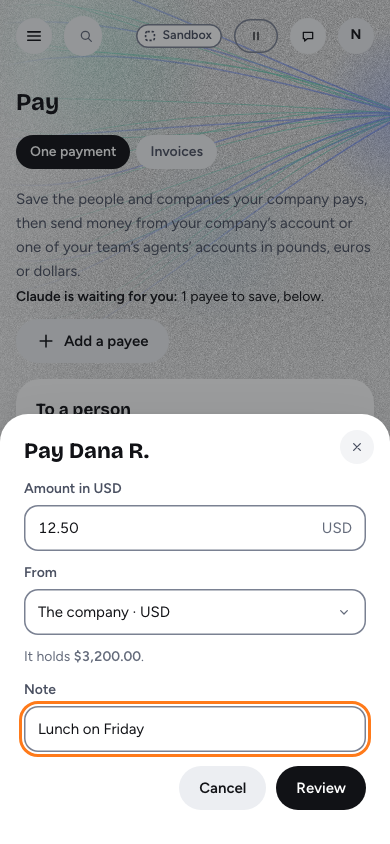 Sandbox
N
Pay
One payment
Invoices
Save the people and companies your company pays,
then send money from your company’s account or
one of your team’s agents’ accounts in pounds, euros
or dollars.
Claude is waiting for you: 1 payee to save, below.
Add a payee
To a person
Pay Dana R.
Amount in USD
12.50 USD
From
The company · USD
It holds $3,200.00.
Note
Lunch on Friday
Cancel
Review